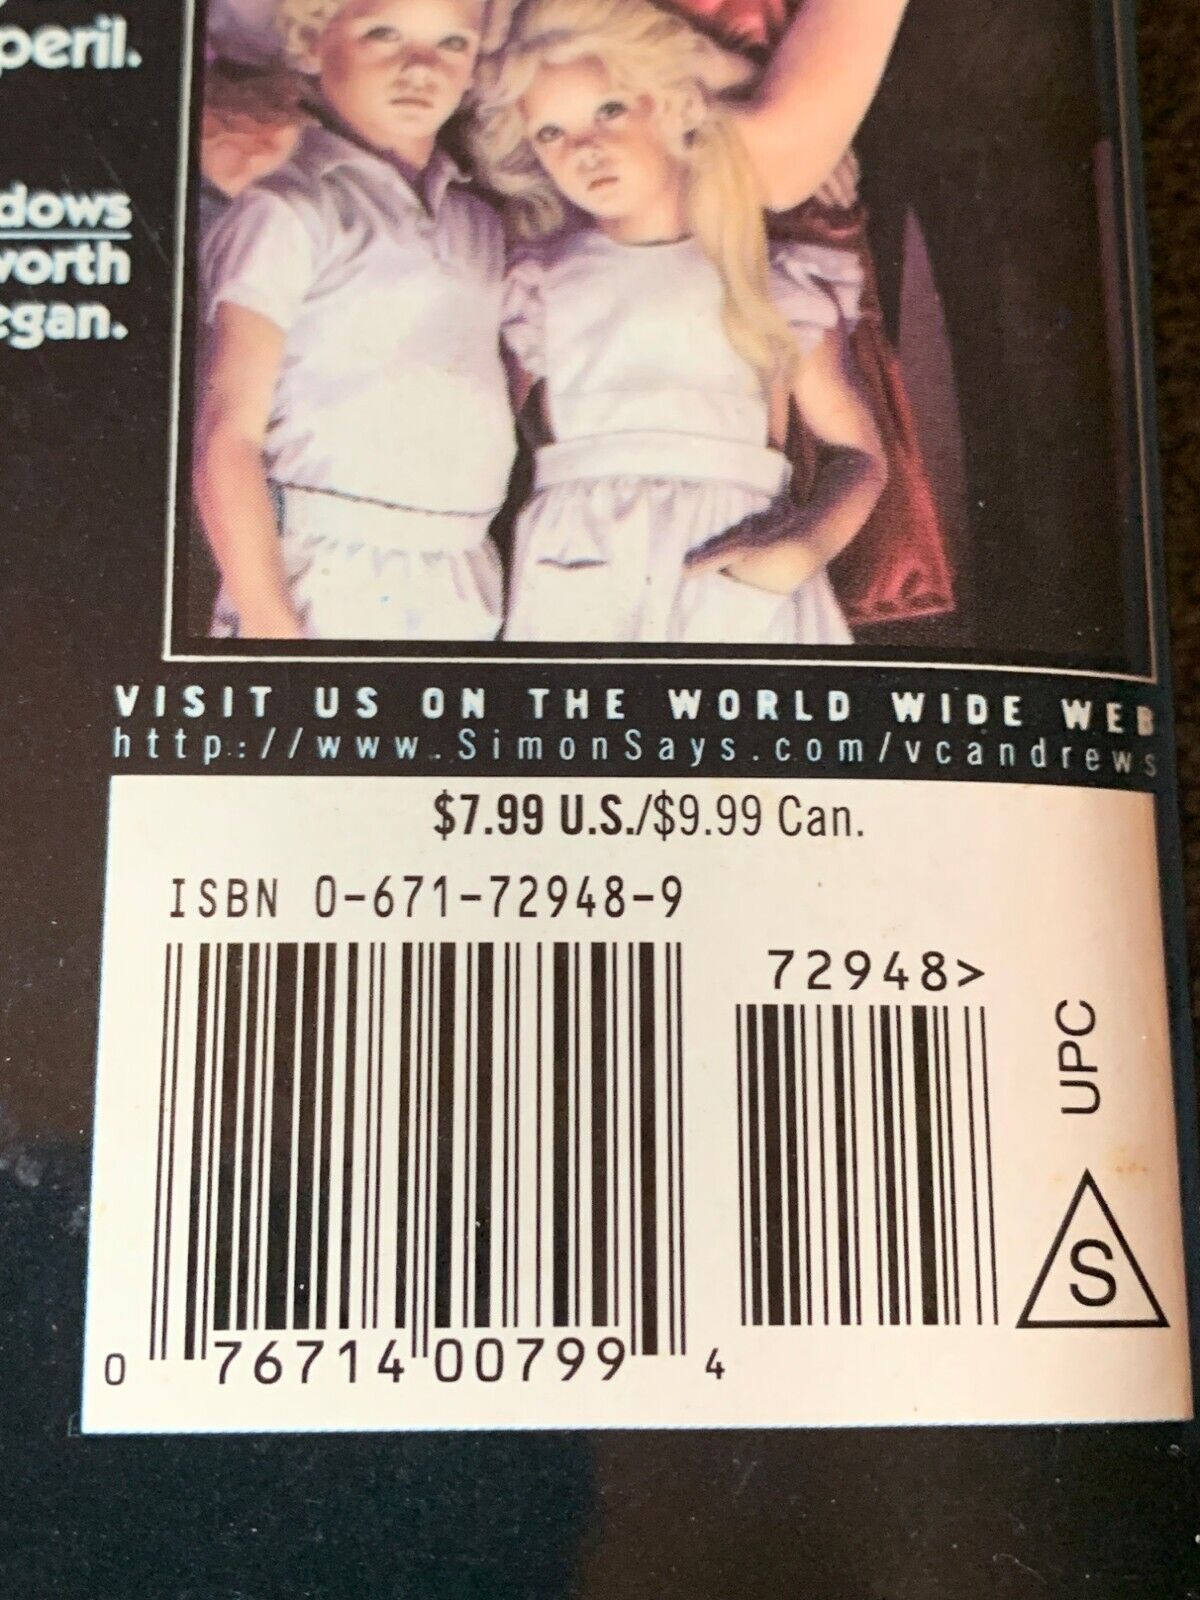 peril.
dows
worth
egan.
VISIT US ON THE WORLD WIDE WEB
http://www.SimonSays.com/vcandrews
$7.99 U.S./$9.99 Can.
ISBN 0-671-72948-9
72948>
UPC
S
0 76714 00799 4